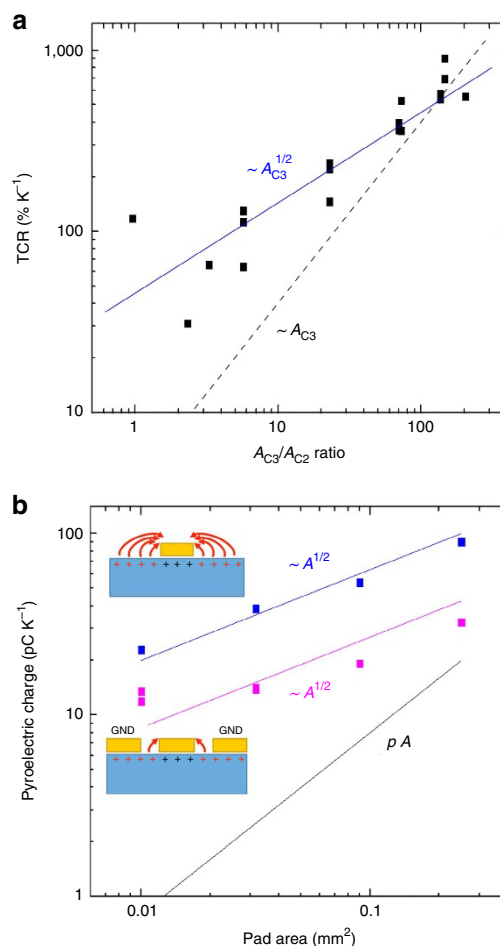 a
1,000
100
10
TCR (% K⁻¹)
~ A_C3^1/2
~ A_C3
1 10 100
A_C3/A_C2 ratio
b
100
10
1
Pyroelectric charge (pC K⁻¹)
+ + + + + + + + + + +
~ A^1/2
~ A^1/2
GND GND
+ + + + + + + + + + +
p A
0.01 0.1
Pad area (mm²)